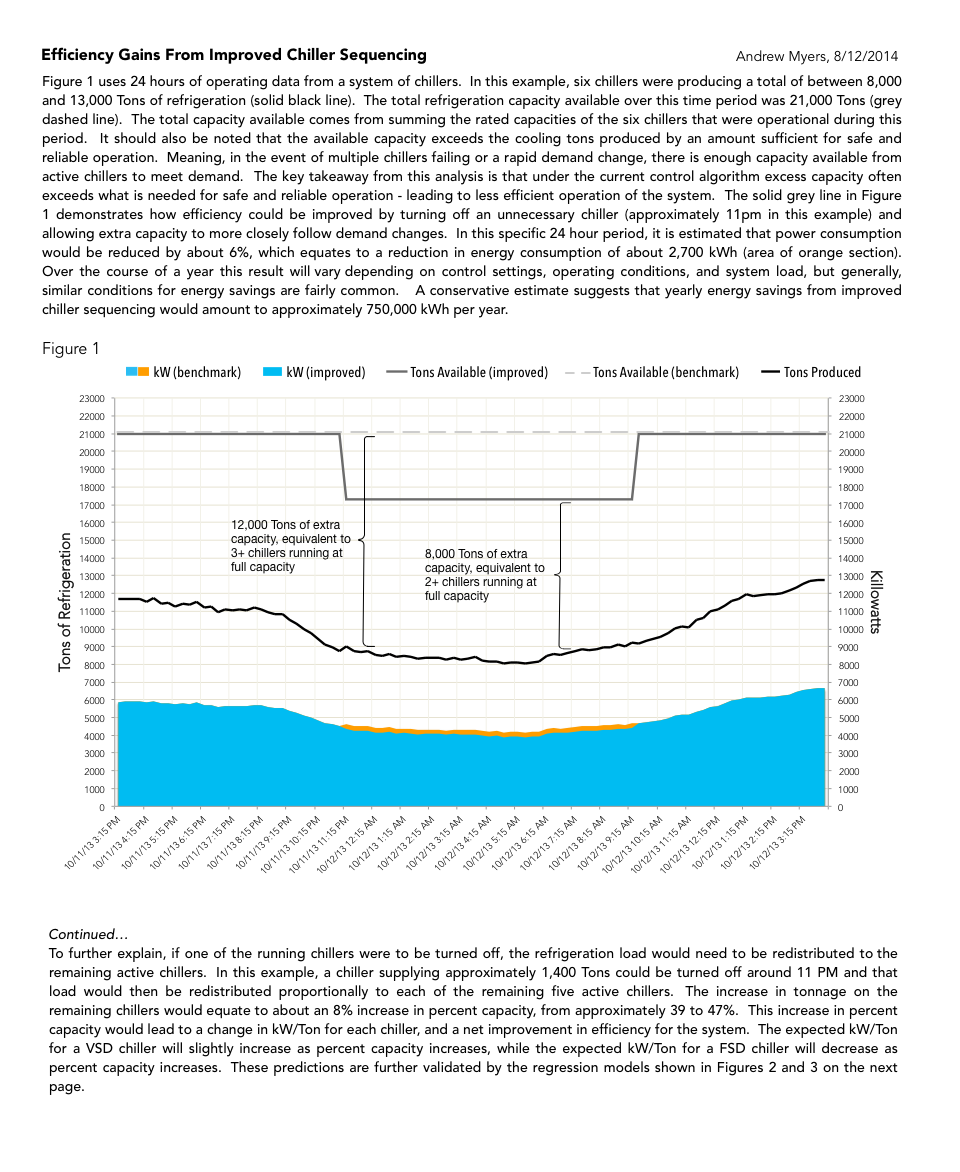 Efficiency Gains From Improved Chiller Sequencing
Andrew Myers, 8/12/2014
Figure 1 uses 24 hours of operating data from a system of chillers. In this example, six chillers were producing a total of between 8,000
and 13,000 Tons of refrigeration (solid black line). The total refrigeration capacity available over this time period was 21,000 Tons (grey
dashed line). The total capacity available comes from summing the rated capacities of the six chillers that were operational during this
period. It should also be noted that the available capacity exceeds the cooling tons produced by an amount sufficient for safe and
reliable operation. Meaning, in the event of multiple chillers failing or a rapid demand change, there is enough capacity available from
active chillers to meet demand. The key takeaway from this analysis is that under the current control algorithm excess capacity often
exceeds what is needed for safe and reliable operation - leading to less efficient operation of the system. The solid grey line in Figure
1 demonstrates how efficiency could be improved by turning off an unnecessary chiller (approximately 11pm in this example) and
allowing extra capacity to more closely follow demand changes. In this specific 24 hour period, it is estimated that power consumption
would be reduced by about 6%, which equates to a reduction in energy consumption of about 2,700 kWh (area of orange section).
Over the course of a year this result will vary depending on control settings, operating conditions, and system load, but generally,
similar conditions for energy savings are fairly common. A conservative estimate suggests that yearly energy savings from improved
chiller sequencing would amount to approximately 750,000 kWh per year.
Figure 1
kW (benchmark) kW (improved) Tons Available (improved) Tons Available (benchmark) Tons Produced
23000 23000
22000 22000
21000 21000
20000 20000
19000 19000
18000 18000
17000 17000
16000 16000
15000 15000
14000 14000
13000 13000
12000 12000
11000 11000
10000 10000
9000 9000
8000 8000
7000 7000
6000 6000
5000 5000
4000 4000
3000 3000
2000 2000
1000 1000
0 0
Tons of Refrigeration
Killowatts
12,000 Tons of extra
capacity, equivalent to
3+ chillers running at
full capacity
8,000 Tons of extra
capacity, equivalent to
2+ chillers running at
full capacity
10/11/13 3:15 PM
10/11/13 4:15 PM
10/11/13 5:15 PM
10/11/13 6:15 PM
10/11/13 7:15 PM
10/11/13 8:15 PM
10/11/13 9:15 PM
10/11/13 10:15 PM
10/11/13 11:15 PM
10/12/13 12:15 AM
10/12/13 1:15 AM
10/12/13 2:15 AM
10/12/13 3:15 AM
10/12/13 4:15 AM
10/12/13 5:15 AM
10/12/13 6:15 AM
10/12/13 7:15 AM
10/12/13 8:15 AM
10/12/13 9:15 AM
10/12/13 10:15 AM
10/12/13 11:15 AM
10/12/13 12:15 PM
10/12/13 1:15 PM
10/12/13 2:15 PM
10/12/13 3:15 PM
Continued…
To further explain, if one of the running chillers were to be turned off, the refrigeration load would need to be redistributed to the
remaining active chillers. In this example, a chiller supplying approximately 1,400 Tons could be turned off around 11 PM and that
load would then be redistributed proportionally to each of the remaining five active chillers. The increase in tonnage on the
remaining chillers would equate to about an 8% increase in percent capacity, from approximately 39 to 47%. This increase in percent
capacity would lead to a change in kW/Ton for each chiller, and a net improvement in efficiency for the system. The expected kW/Ton
for a VSD chiller will slightly increase as percent capacity increases, while the expected kW/Ton for a FSD chiller will decrease as
percent capacity increases. These predictions are further validated by the regression models shown in Figures 2 and 3 on the next
page.